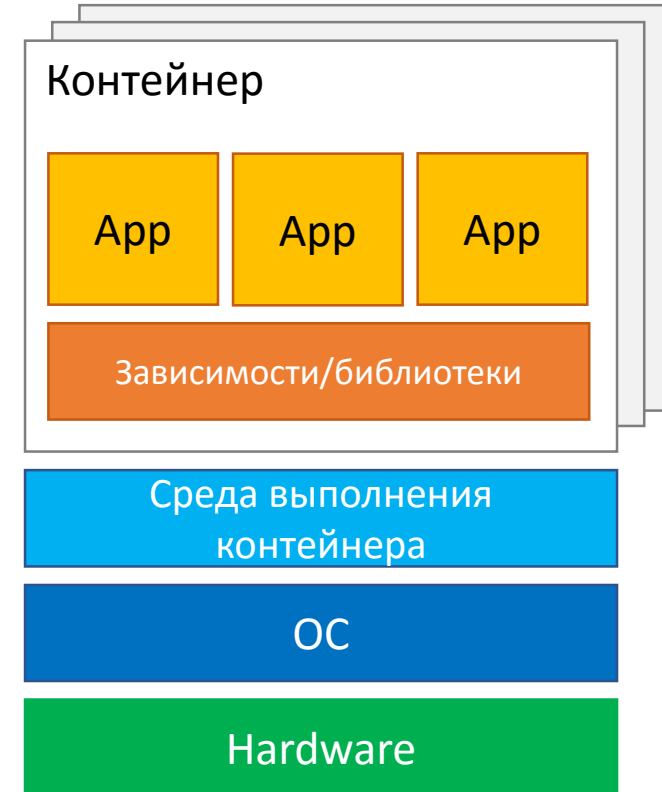 Контейнер
App App App
Зависимости/библиотеки
Среда выполнения
контейнера
ОС
Hardware